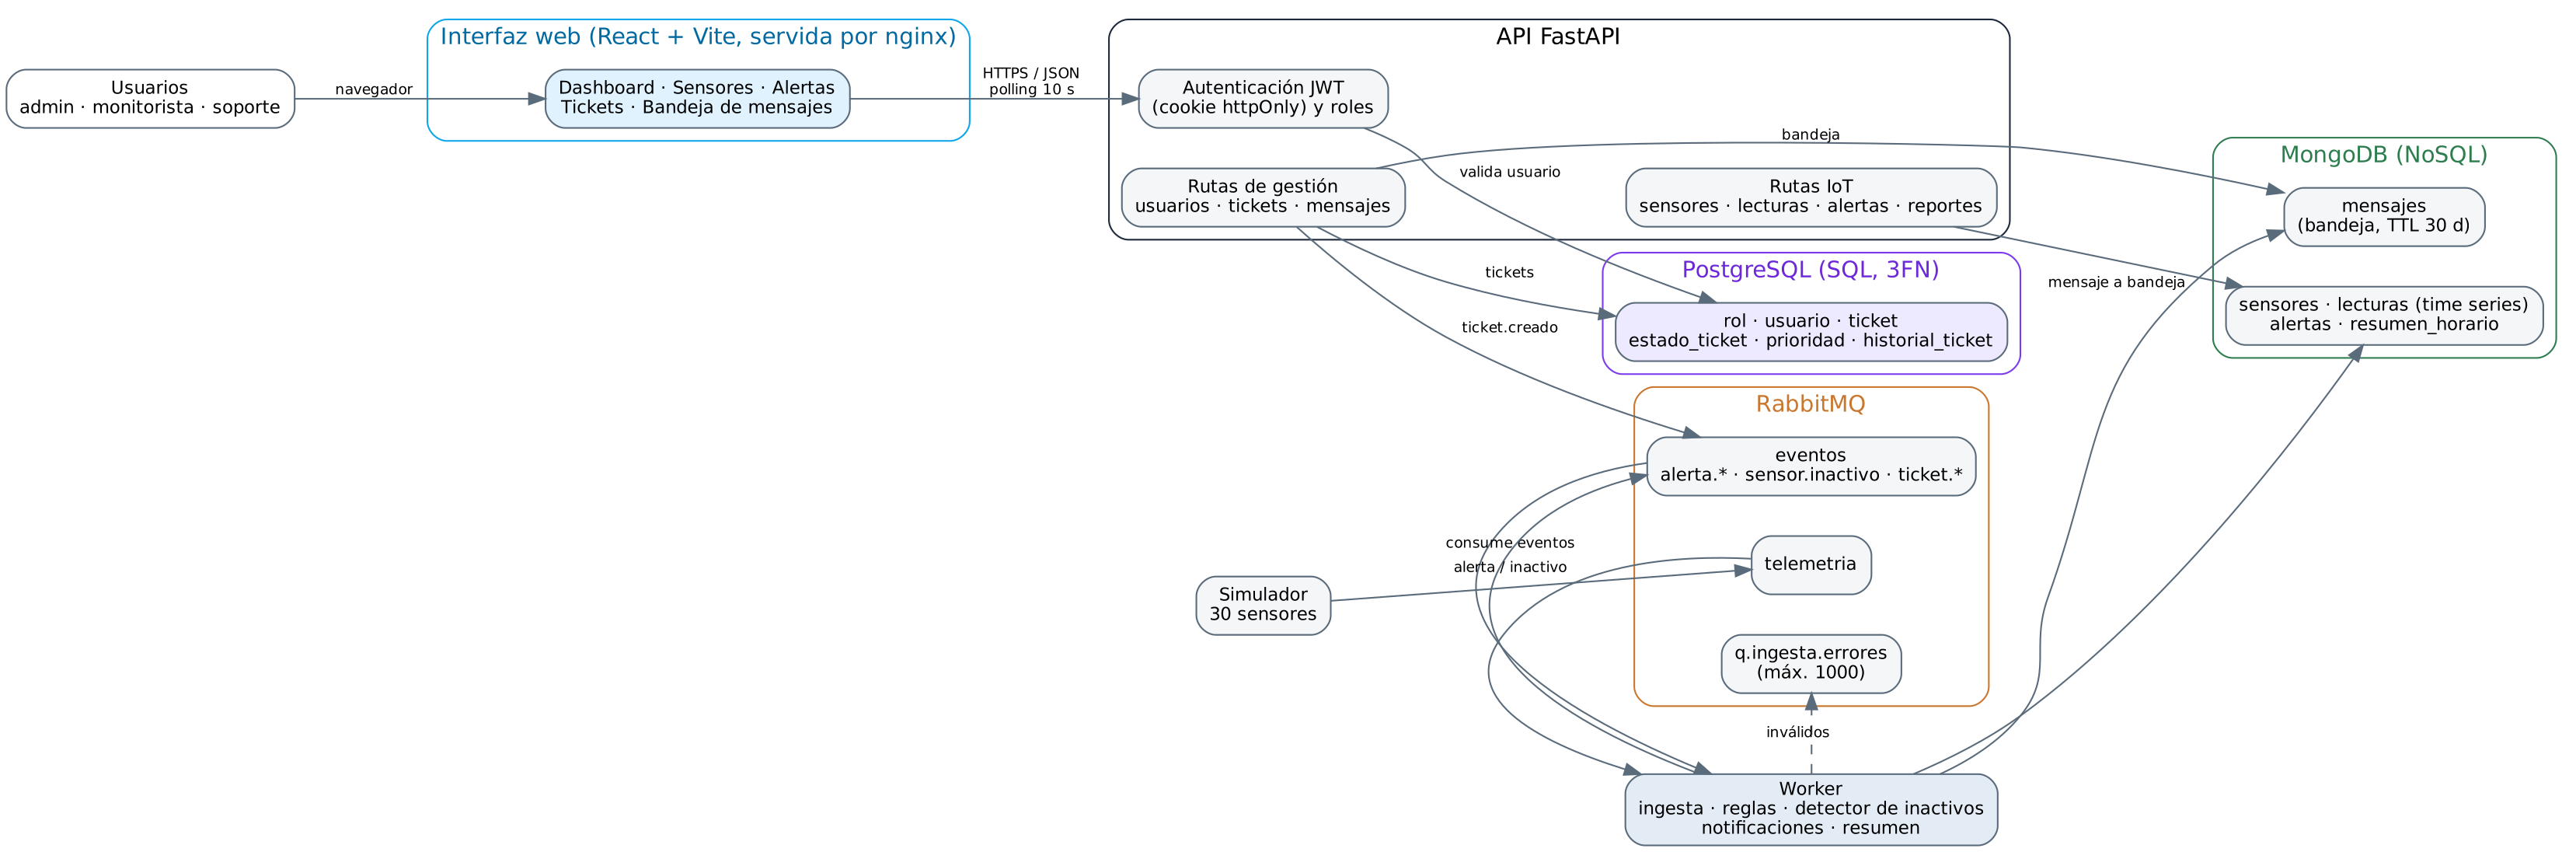 Usuarios
admin · monitorista · soporte
navegador
Interfaz web (React + Vite, servida por nginx)
Dashboard · Sensores · Alertas
Tickets · Bandeja de mensajes
HTTPS / JSON
polling 10 s
API FastAPI
Autenticación JWT
(cookie httpOnly) y roles
Rutas de gestión
usuarios · tickets · mensajes
Rutas IoT
sensores · lecturas · alertas · reportes
bandeja
valida usuario
tickets
ticket.creado
PostgreSQL (SQL, 3FN)
rol · usuario · ticket
estado_ticket · prioridad · historial_ticket
MongoDB (NoSQL)
mensajes
(bandeja, TTL 30 d)
mensaje a bandeja
sensores · lecturas (time series)
alertas · resumen_horario
RabbitMQ
eventos
alerta.* · sensor.inactivo · ticket.*
consume eventos
alerta / inactivo
telemetria
Simulador
30 sensores
q.ingesta.errores
(máx. 1000)
inválidos
Worker
ingesta · reglas · detector de inactivos
notificaciones · resumen